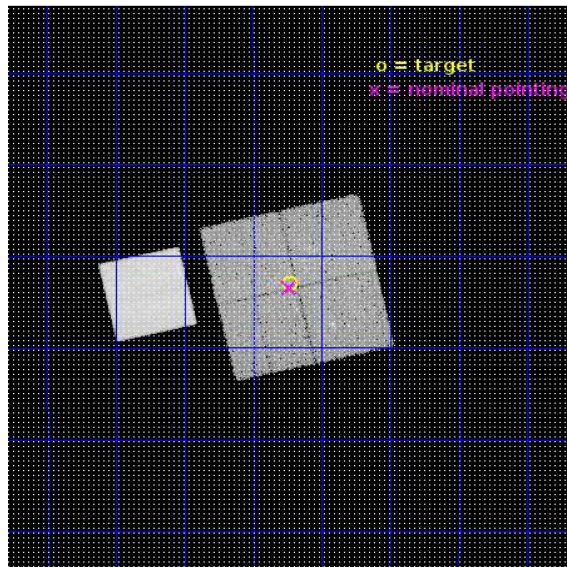 o = target
x = nominal pointing